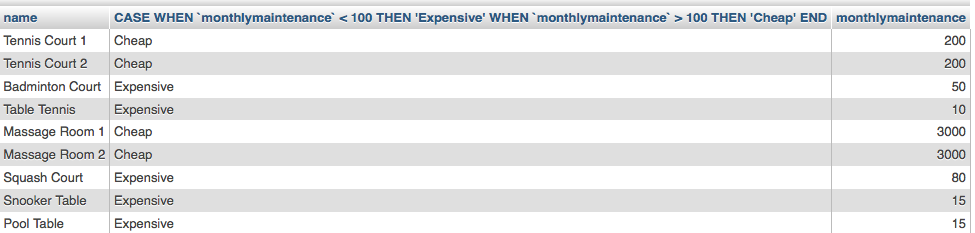 name CASE WHEN `monthlymaintenance` < 100 THEN 'Expensive' WHEN `monthlymaintenance` > 100 THEN 'Cheap' END monthlymaintenance
Tennis Court 1 Cheap 200
Tennis Court 2 Cheap 200
Badminton Court Expensive 50
Table Tennis Expensive 10
Massage Room 1 Cheap 3000
Massage Room 2 Cheap 3000
Squash Court Expensive 80
Snooker Table Expensive 15
Pool Table Expensive 15